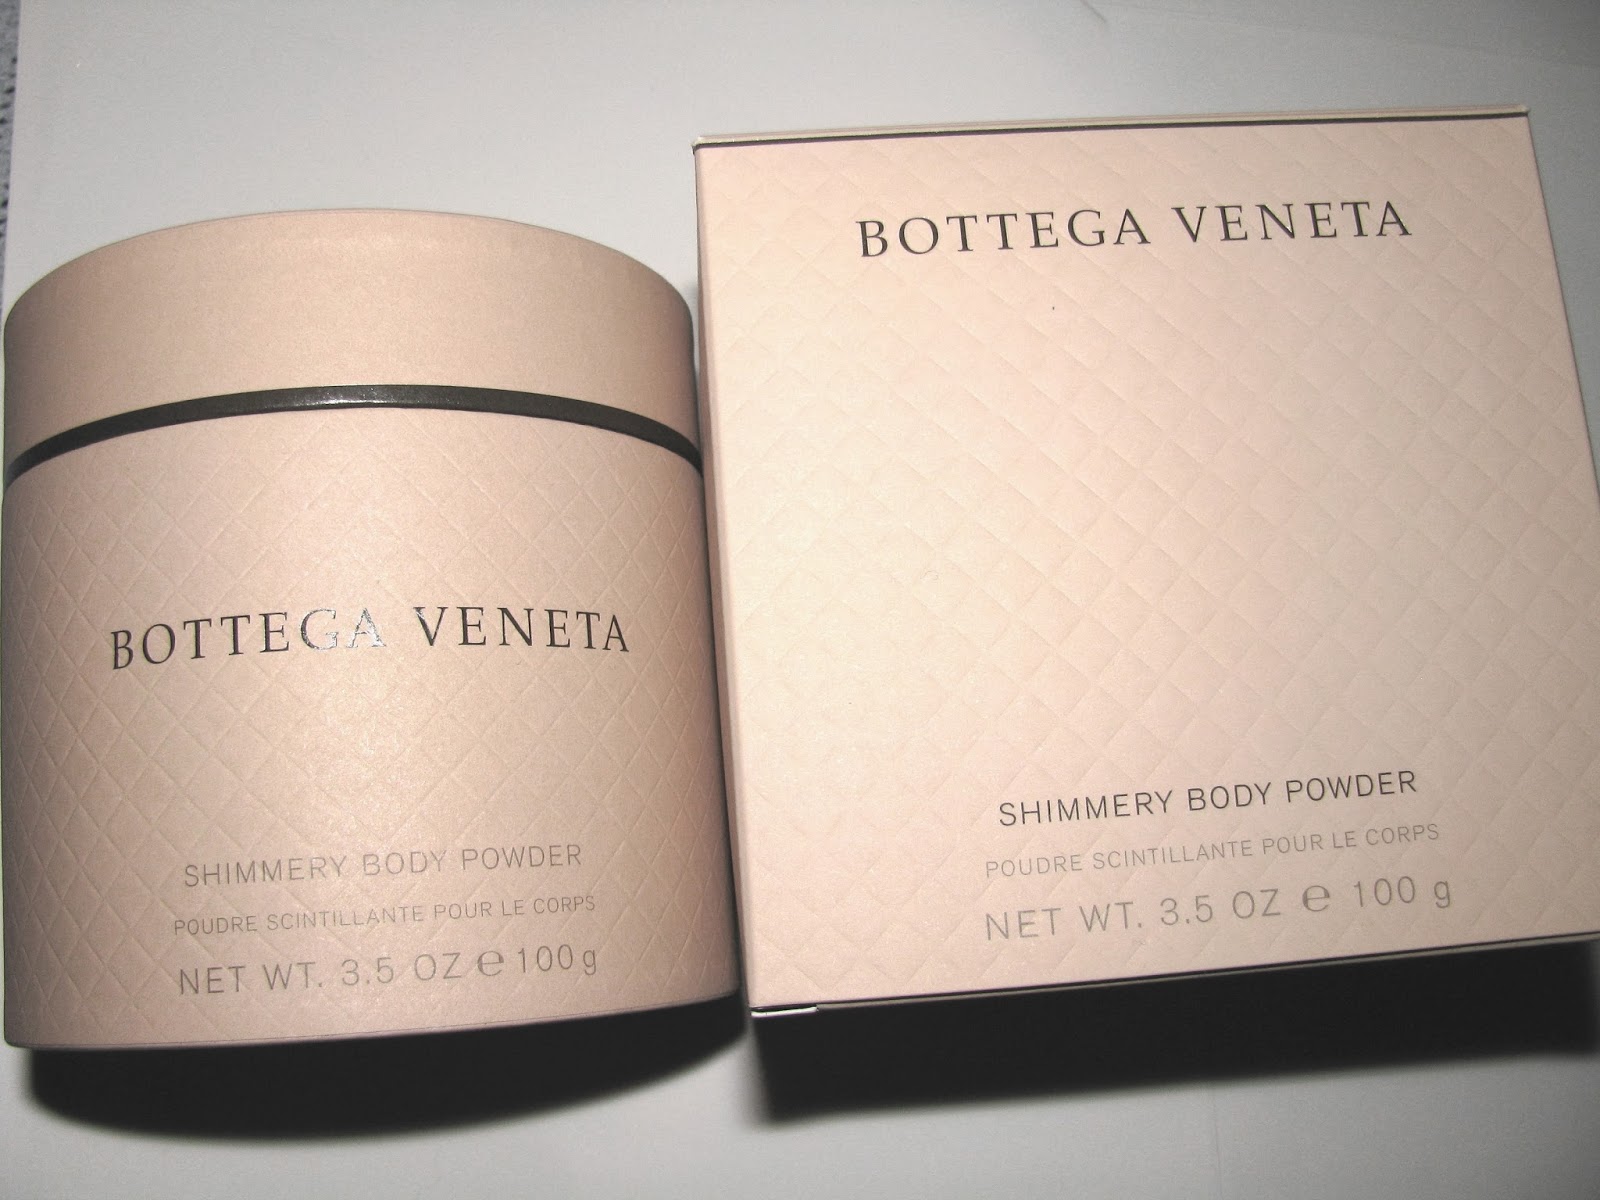 BOTTEGA VENETA
SHIMMERY BODY POWDER
POUDRE SCINTILLANTE POUR LE CORPS
NET WT. 3.5 OZ ℮ 100 g
BOTTEGA VENETA
SHIMMERY BODY POWDER
POUDRE SCINTILLANTE POUR LE CORPS
NET WT. 3.5 OZ ℮ 100 g